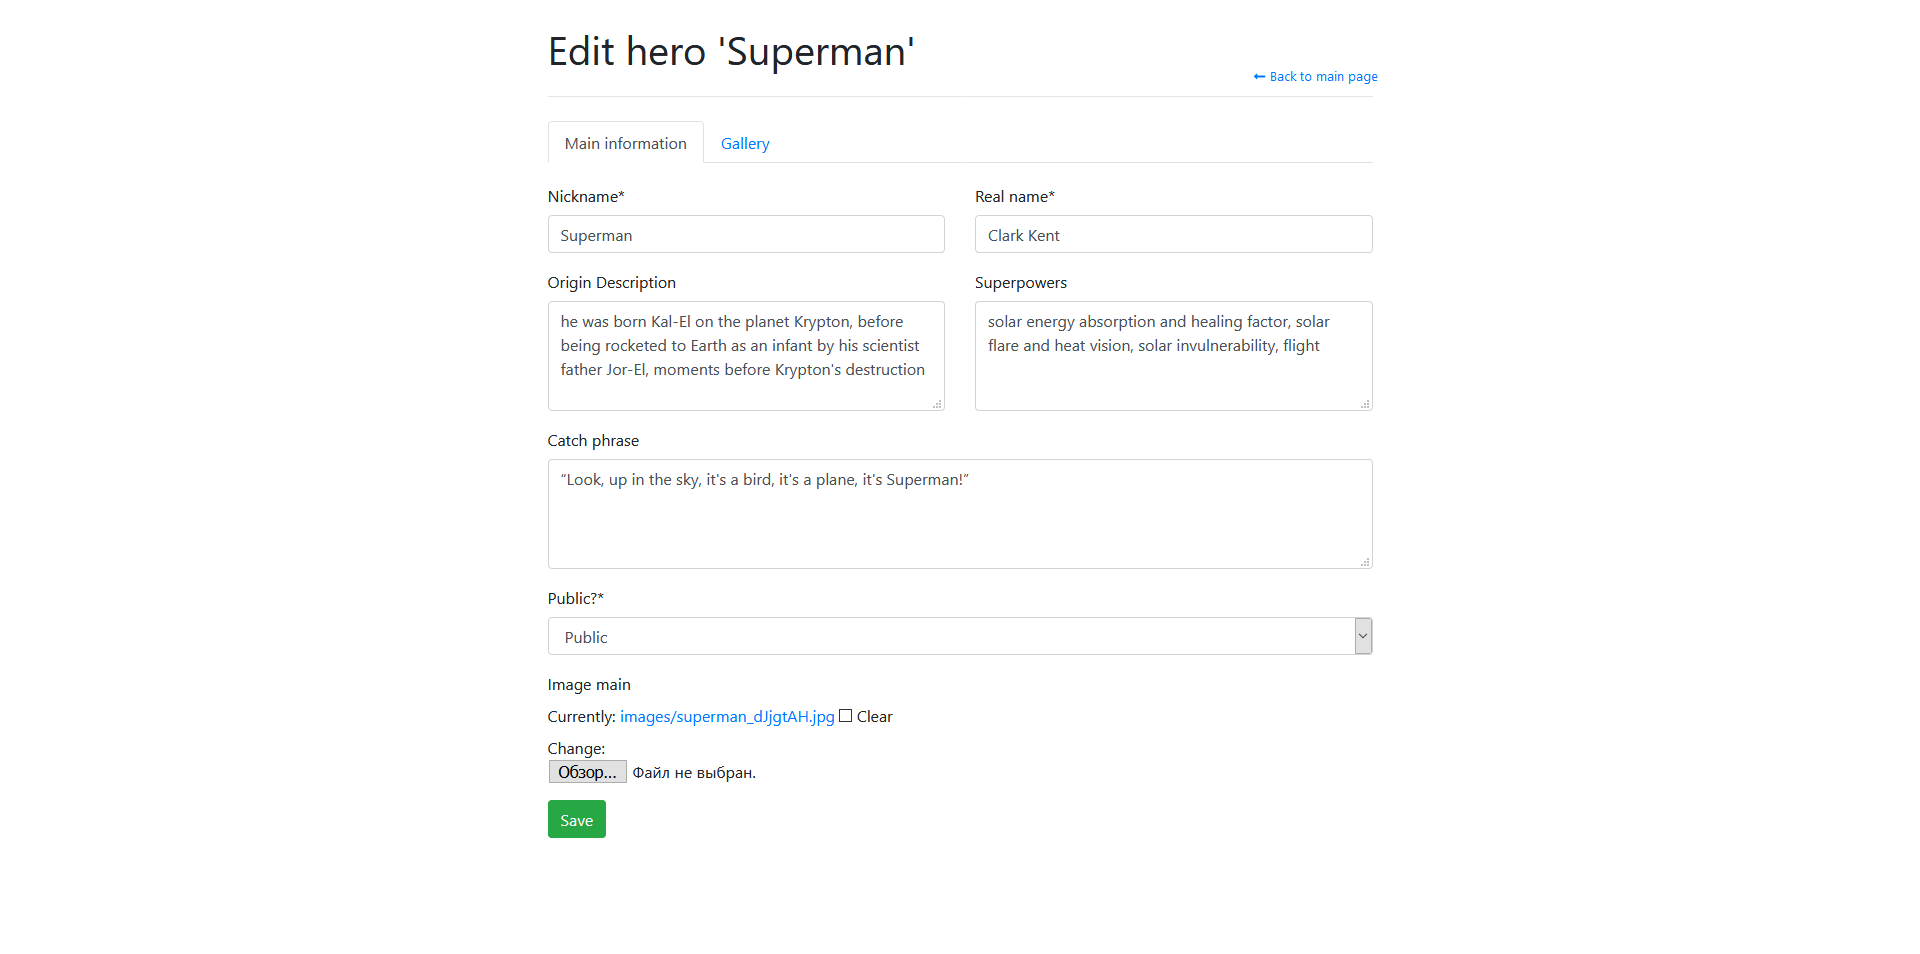 Edit hero 'Superman'
Back to main page
Main information
Gallery
Nickname*
Real name*
Superman
Clark Kent
Origin Description
Superpowers
he was born Kal-El on the planet Krypton, before
being rocketed to Earth as an infant by his scientist
father Jor-El, moments before Krypton's destruction
solar energy absorption and healing factor, solar
flare and heat vision, solar invulnerability, flight
Catch phrase
“Look, up in the sky, it's a bird, it's a plane, it's Superman!”
Public?*
Public
Image main
Currently: images/superman_dJjgtAH.jpg Clear
Change:
Обзор... Файл не выбран.
Save